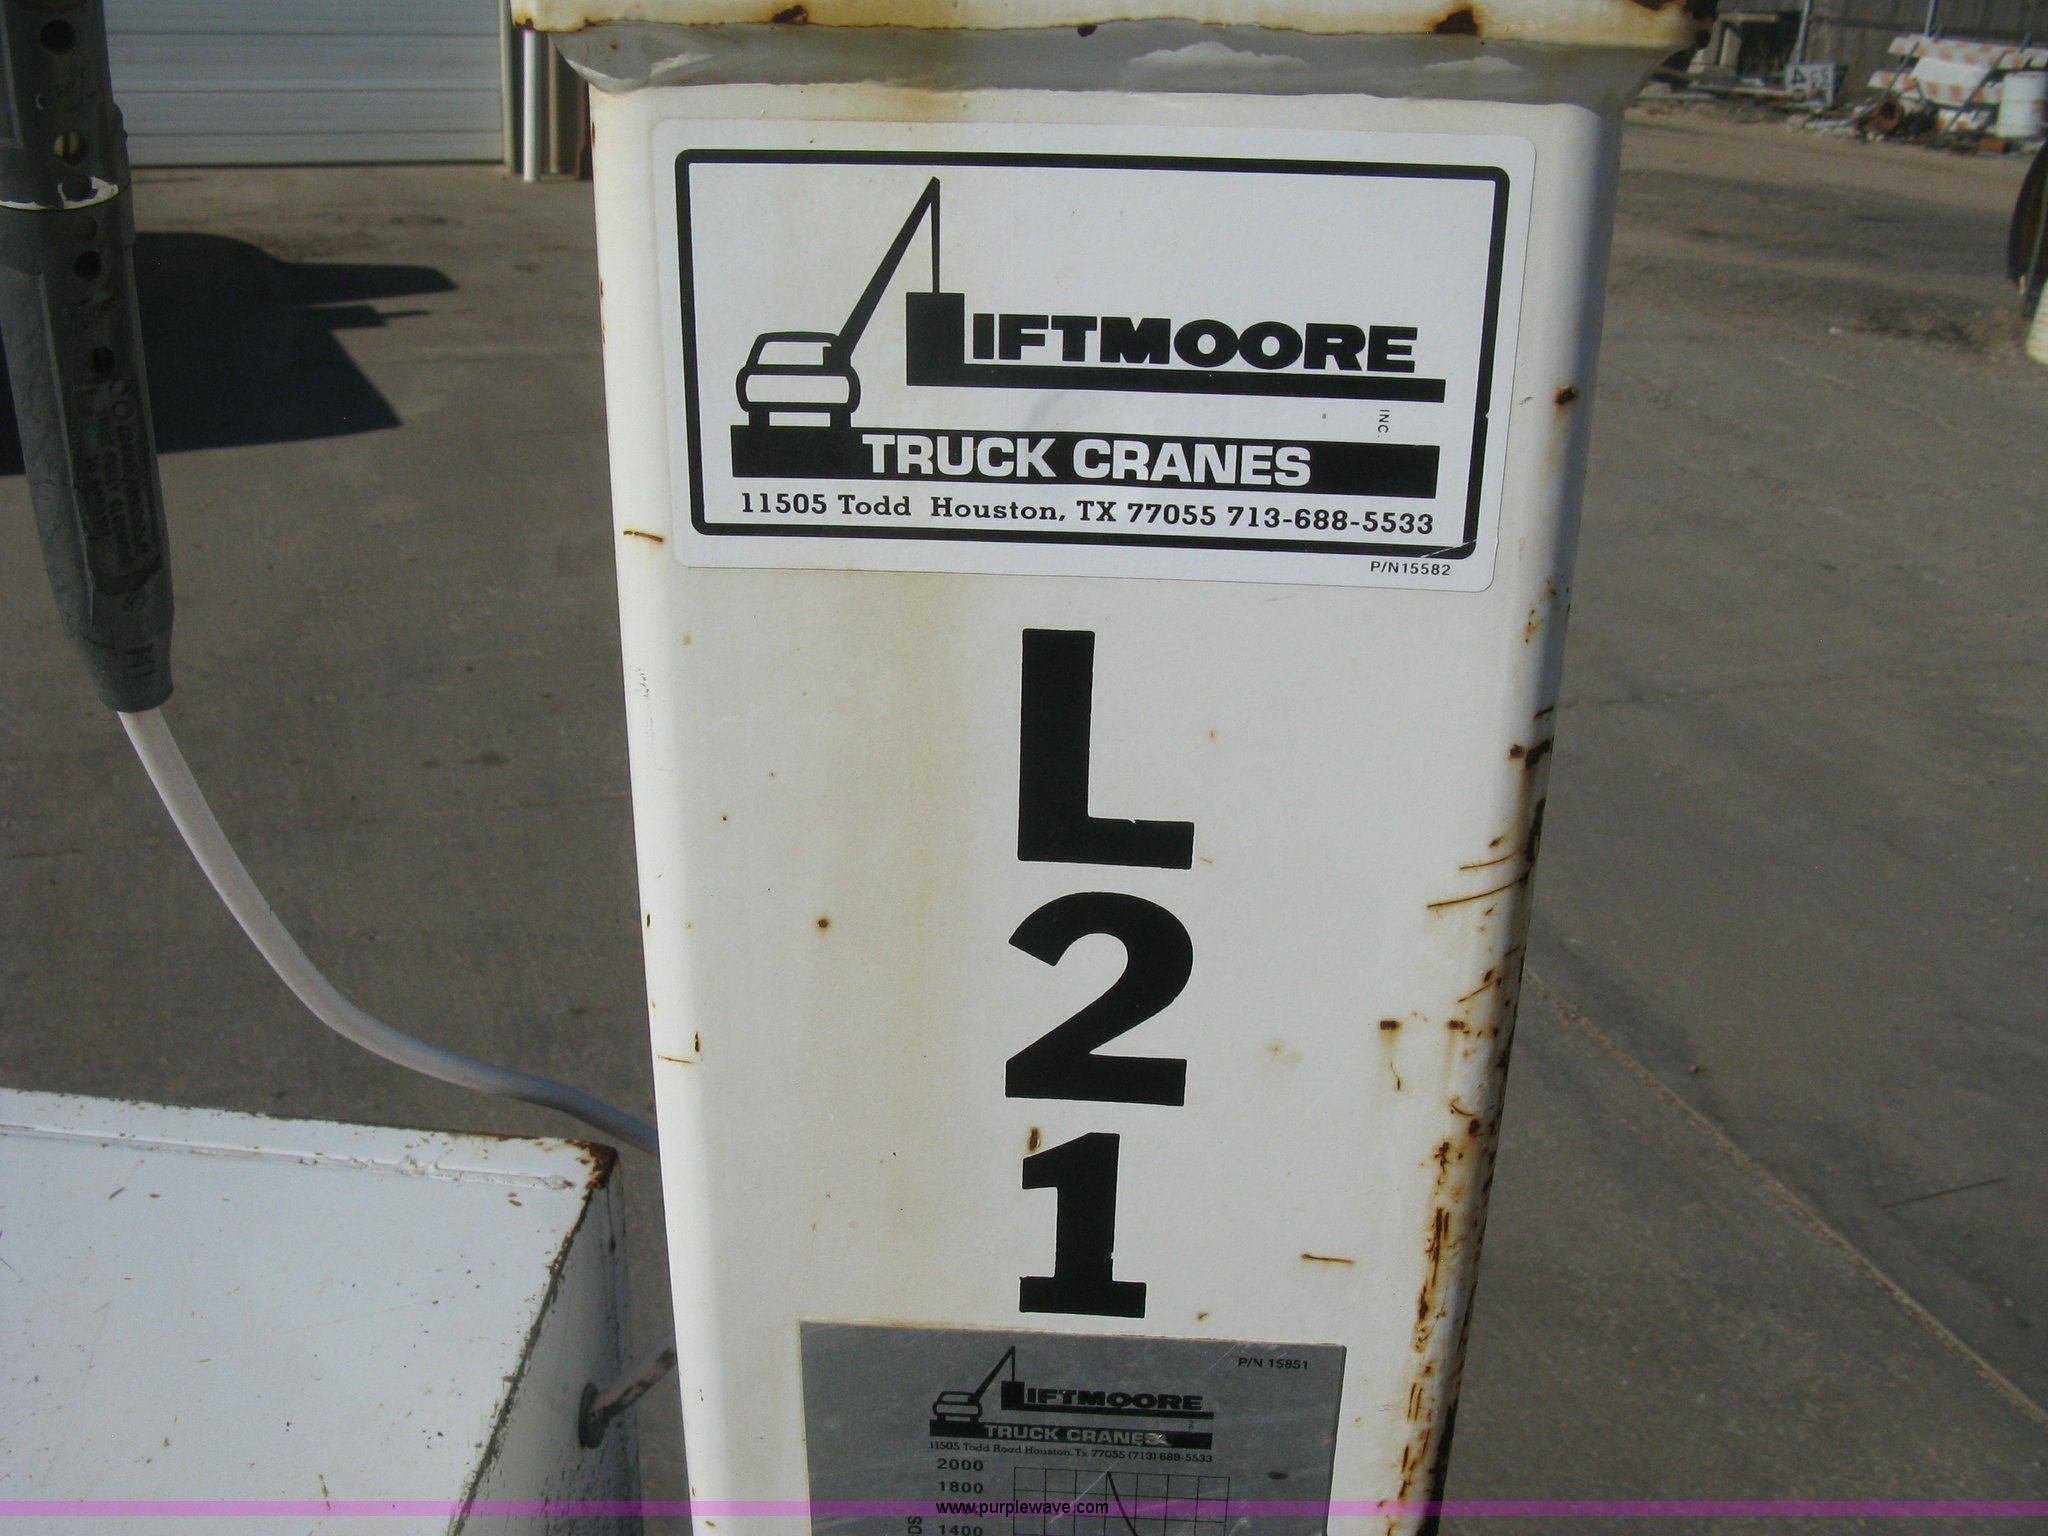 LIFTMOORE
INC.
TRUCK CRANES
11505 Todd Houston, TX 77055 713-688-5533
P/N15582
L
2
1
P/N 15851
LIFTMOORE
TRUCK CRANES
11505 Todd Road Houston, Tx 77055 (713) 688-5533
2000
1800
1400
www.purplewave.com